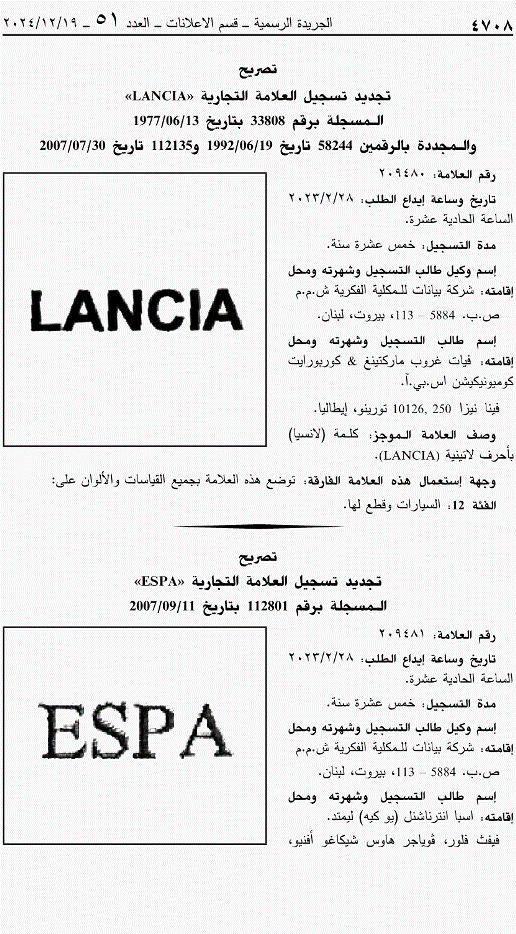 ٤٧٠٨
الجريدة الرسمية ــ قسم الاعلانات ــ العدد ٥١ ــ ٢٠٢٤/١٢/١٩
تصريح
تجديد تسجيل العلامة التجارية «LANCIA»
المسجلة برقم 33808 بتاريخ 1977/06/13
والمجددة بالرقمين 58244 تاريخ 1992/06/19 و112135 تاريخ 2007/07/30
رقم العلامة: ٢٠٩٤٨٠
تاريخ وساعة إيداع الطلب: ٢٠٢٣/٢/٢٨
الساعة الحادية عشرة.
مدة التسجيل: خمس عشرة سنة.
إسم وكيل طالب التسجيل وشهرته ومحل
إقامته: شركة بيانات للمكلية الفكرية ش.م.م
ص.ب. 5884 – 113، بيروت، لبنان.
إسم طالب التسجيل وشهرته ومحل
إقامته: فيات غروب ماركتينغ & كوربورايت
كوميونيكيشن اس.بي.آ.
فينا نيزا 250 ,10126 تورينو، إيطاليا.
وصف العلامة الموجز: كلمة (لانسيا)
بأحرف لاتينية (LANCIA).
LANCIA
وجهة إستعمال هذه العلامة الفارقة: توضع هذه العلامة بجميع القياسات والألوان على:
الفئة 12: السيارات وقطع لها.
تصريح
تجديد تسجيل العلامة التجارية «ESPA»
المسجلة برقم 112801 بتاريخ 2007/09/11
رقم العلامة: ٢٠٩٤٨١
تاريخ وساعة إيداع الطلب: ٢٠٢٣/٢/٢٨
الساعة الحادية عشرة.
مدة التسجيل: خمس عشرة سنة.
إسم وكيل طالب التسجيل وشهرته ومحل
إقامته: شركة بيانات للمكلية الفكرية ش.م.م
ص.ب. 5884 – 113، بيروت، لبنان.
إسم طالب التسجيل وشهرته ومحل
إقامته: اسبا انترناشنل (يو كيه) ليمتد.
فيفث فلور، ڤوياجر هاوس شيكاغو أفنيو،
ESPA